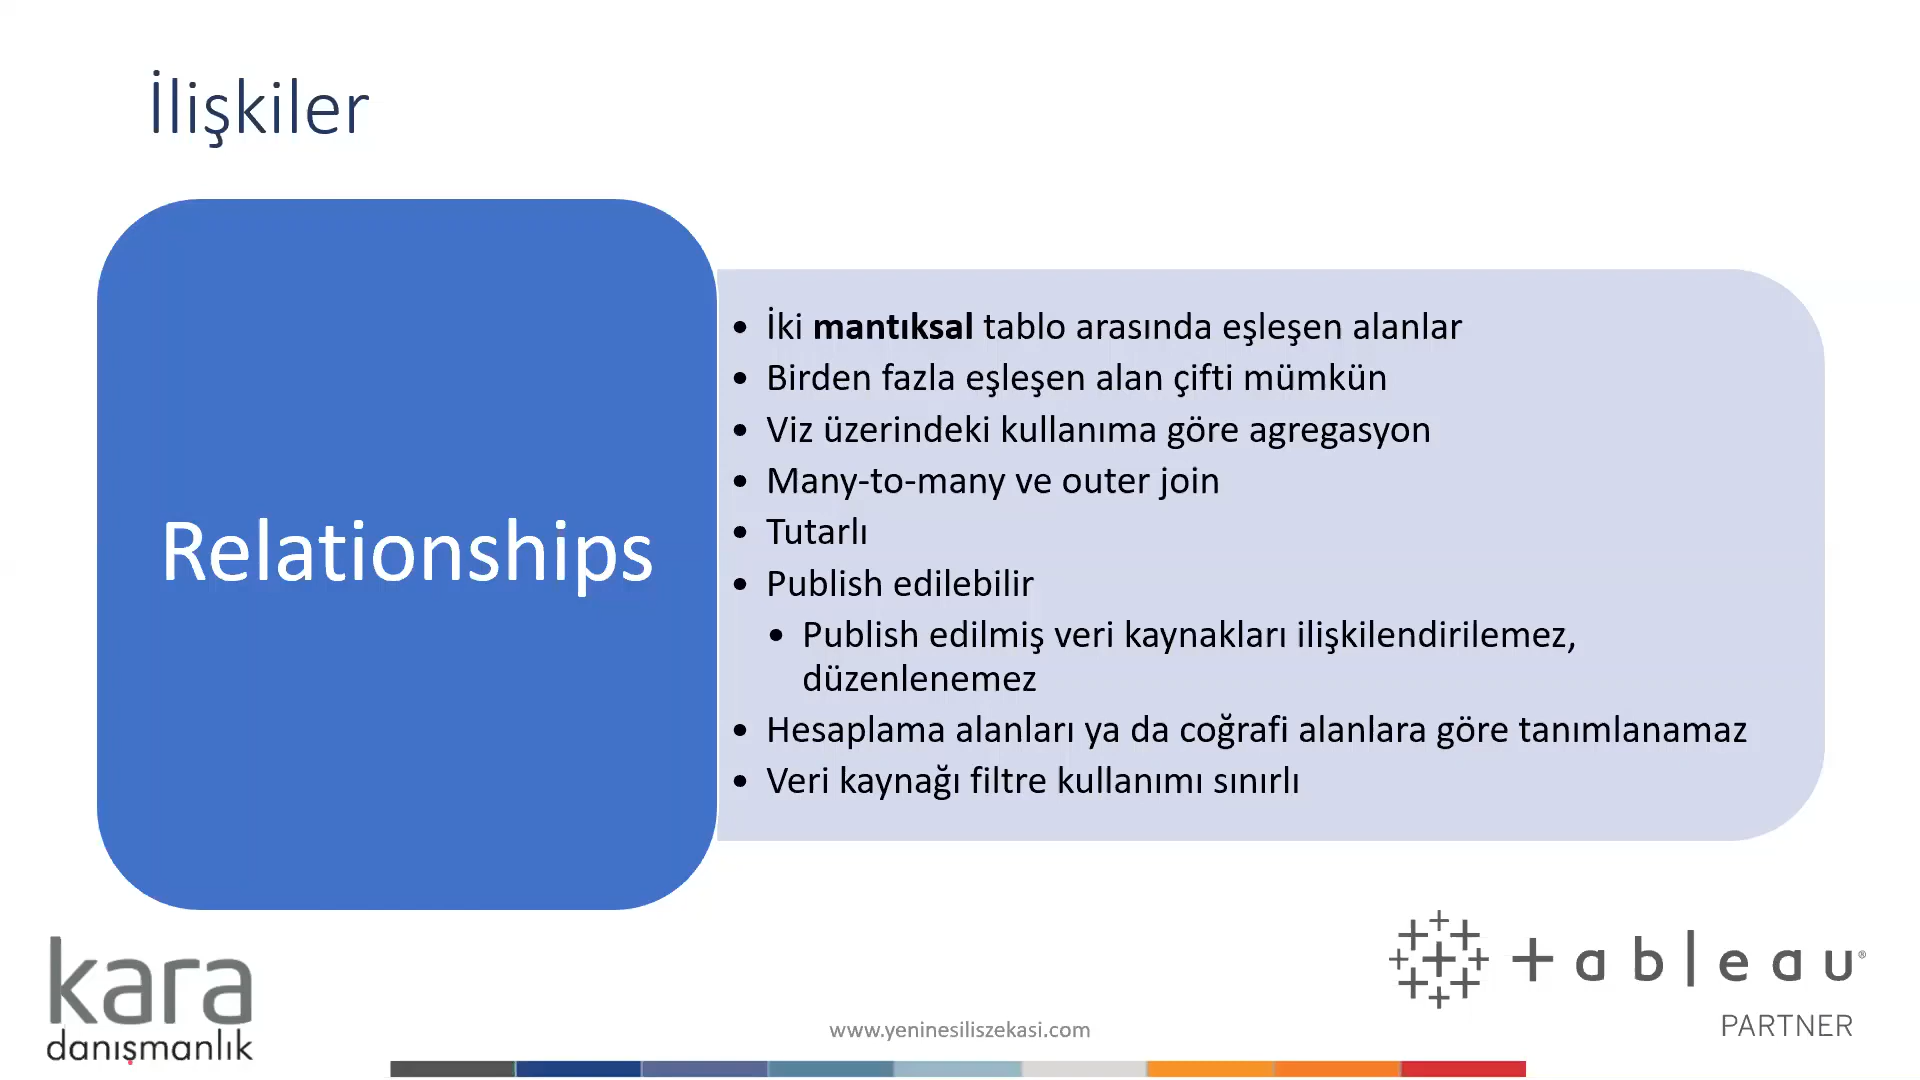 İlişkiler
Relationships
• İki mantıksal tablo arasında eşleşen alanlar
• Birden fazla eşleşen alan çifti mümkün
• Viz üzerindeki kullanıma göre agregasyon
• Many-to-many ve outer join
• Tutarlı
• Publish edilebilir
• Publish edilmiş veri kaynakları ilişkilendirilemez,
düzenlenemez
• Hesaplama alanları ya da coğrafi alanlara göre tanımlanamaz
• Veri kaynağı filtre kullanımı sınırlı
kara
danışmanlık
www.yeninesiliszekasi.com
+ableau®
PARTNER